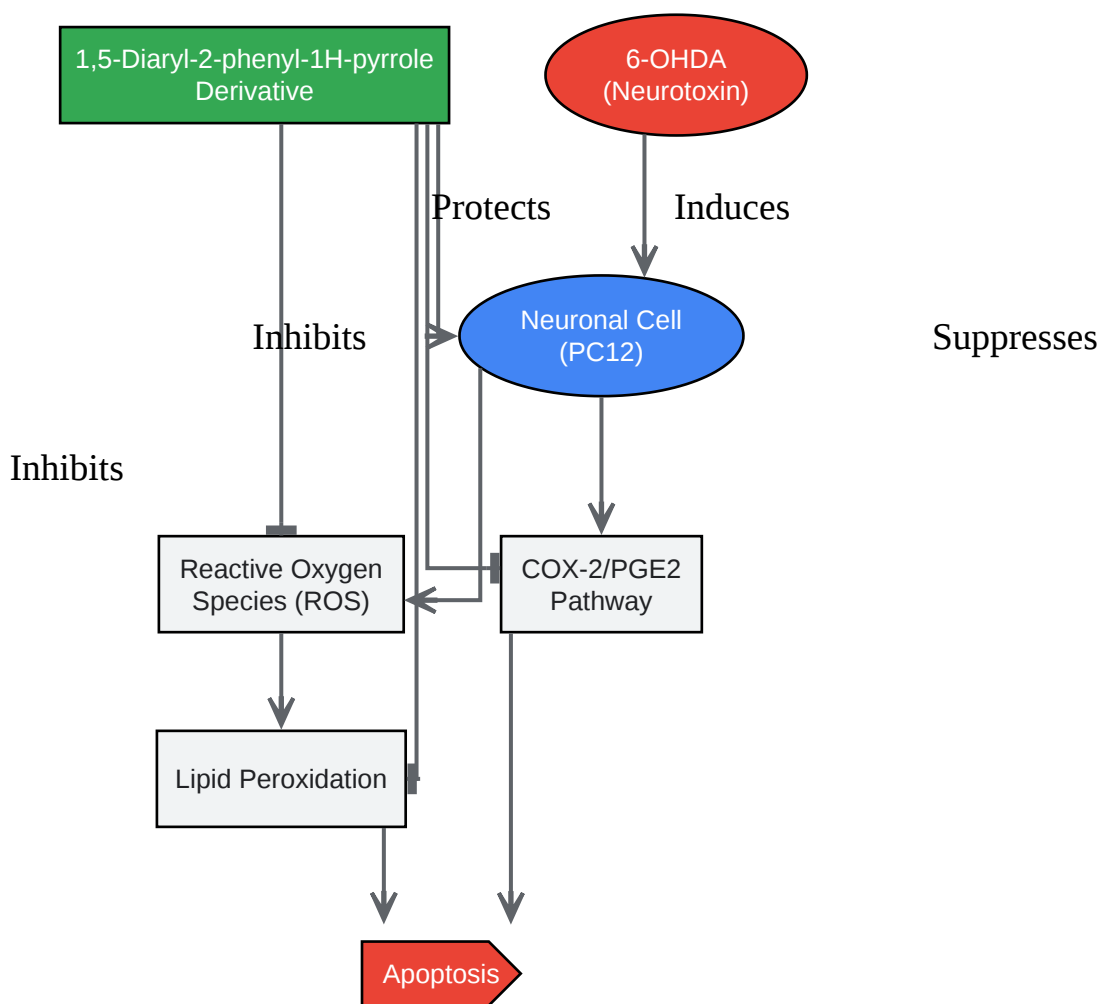 1,5-Diaryl-2-phenyl-1H-pyrrole
Derivative
6-OHDA
(Neurotoxin)
Protects
Induces
Neuronal Cell
(PC12)
Inhibits
Suppresses
Inhibits
Reactive Oxygen
Species (ROS)
COX-2/PGE2
Pathway
Lipid Peroxidation
Apoptosis